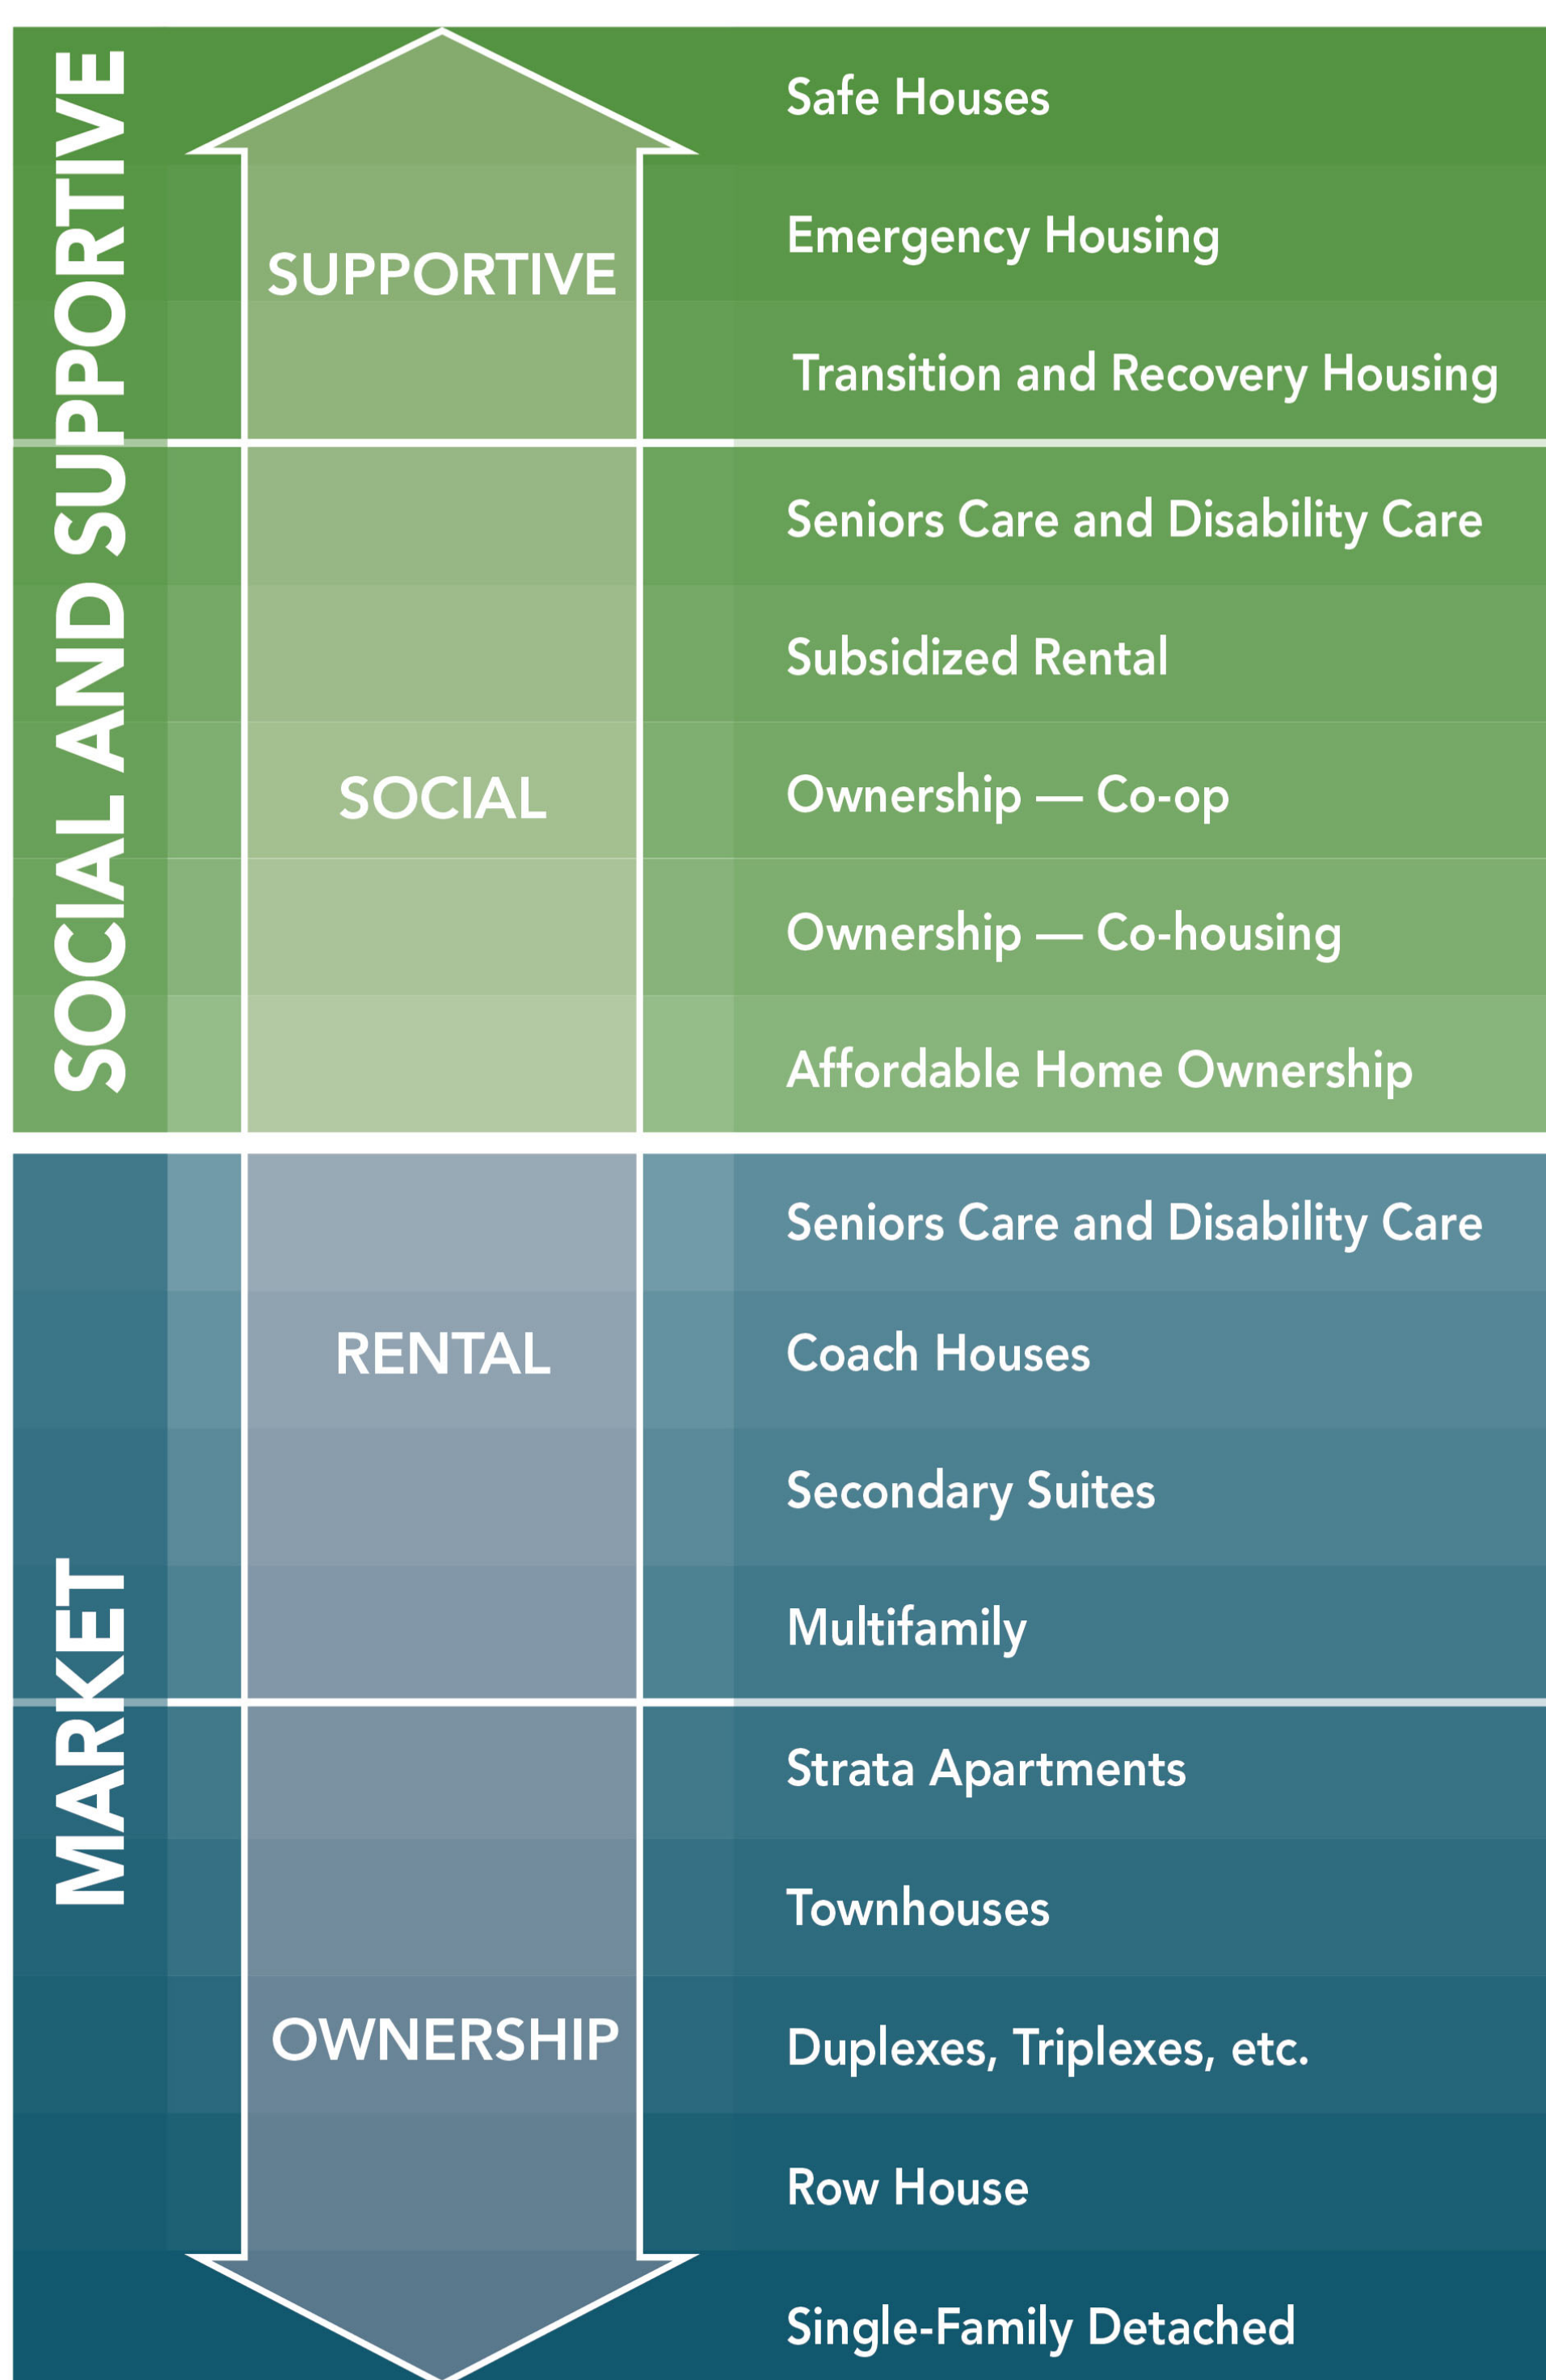 SOCIAL AND SUPPORTIVE
SUPPORTIVE
Safe Houses
Emergency Housing
Transition and Recovery Housing
SOCIAL
Seniors Care and Disability Care
Subsidized Rental
Ownership — Co-op
Ownership — Co-housing
Affordable Home Ownership
MARKET
RENTAL
Seniors Care and Disability Care
Coach Houses
Secondary Suites
Multifamily
OWNERSHIP
Strata Apartments
Townhouses
Duplexes, Triplexes, etc.
Row House
Single-Family Detached